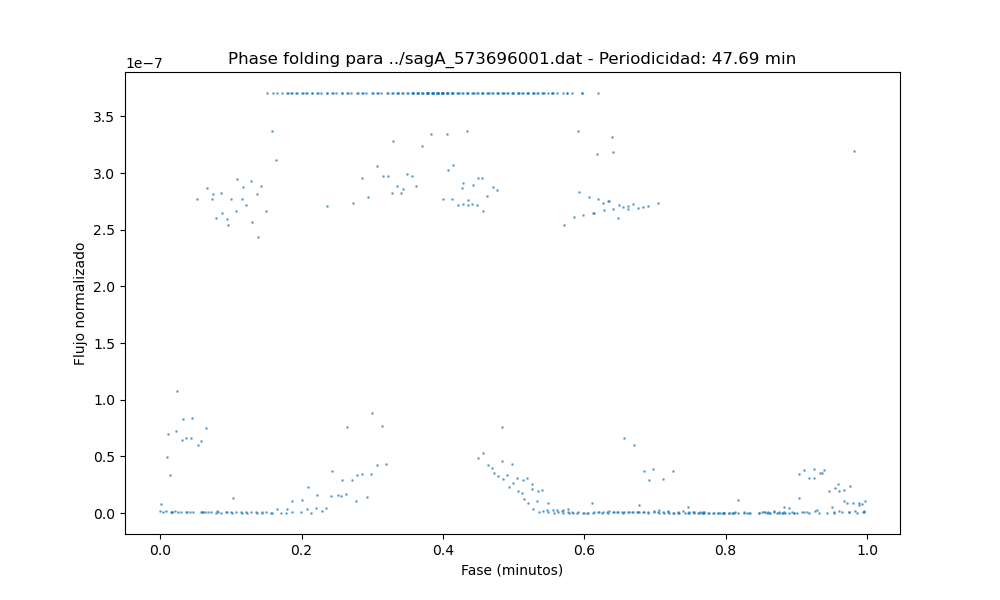 Phase folding para ../sagA_573696001.dat - Periodicidad: 47.69 min
1e−7
3.5
3.0
2.5
2.0
1.5
1.0
0.5
0.0
Flujo normalizado
0.0 0.2 0.4 0.6 0.8 1.0
Fase (minutos)